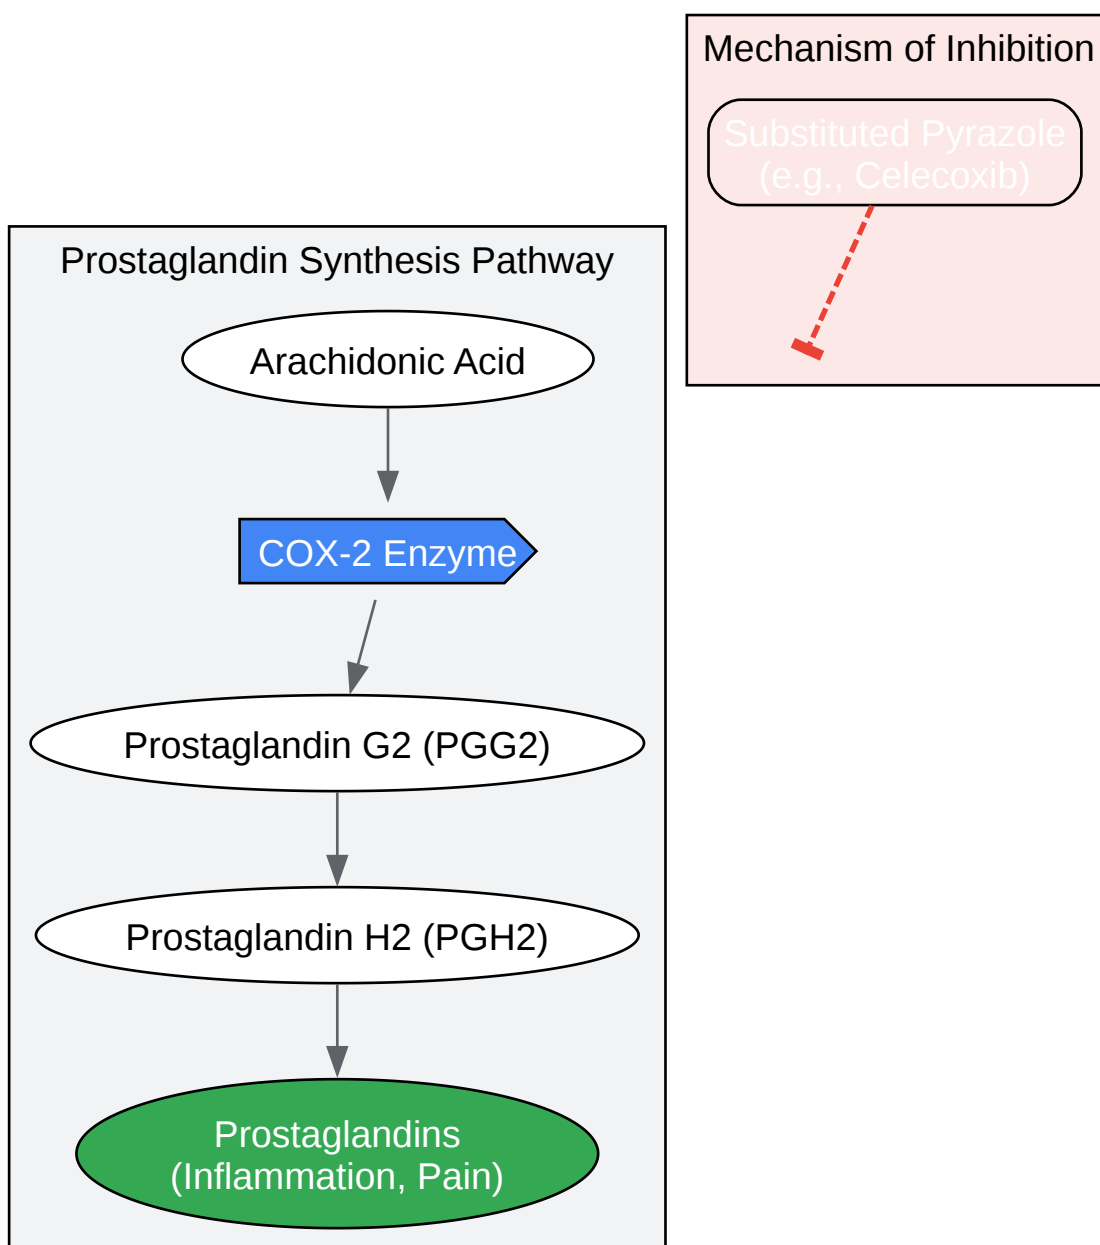 Mechanism of Inhibition
Substituted Pyrazole
(e.g., Celecoxib)
Prostaglandin Synthesis Pathway
Arachidonic Acid
COX-2 Enzyme
Prostaglandin G2 (PGG2)
Prostaglandin H2 (PGH2)
Prostaglandins
(Inflammation, Pain)